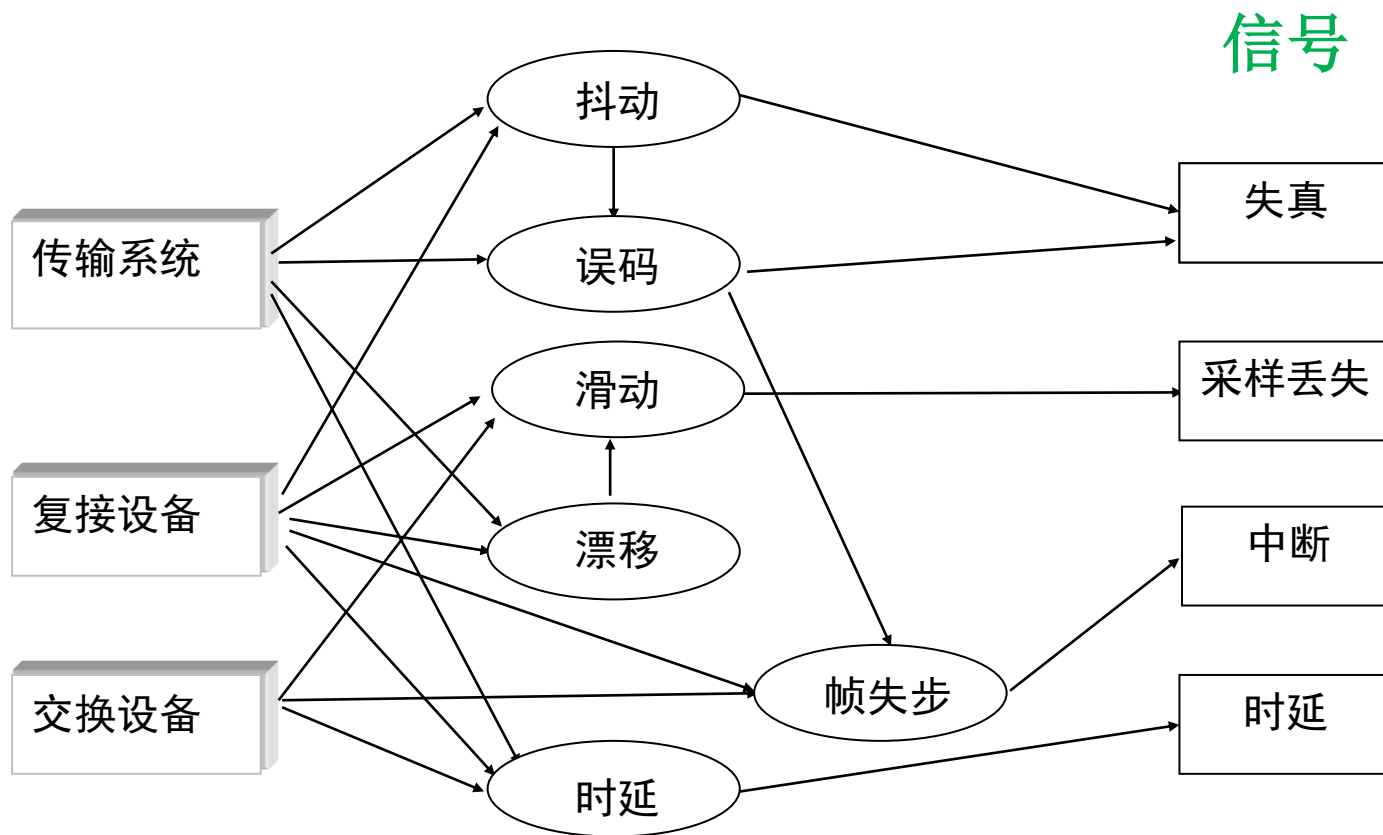 信号
抖动
失真
传输系统
误码
滑动
采样丢失
复接设备
漂移
中断
交换设备
帧失步
时延
时延